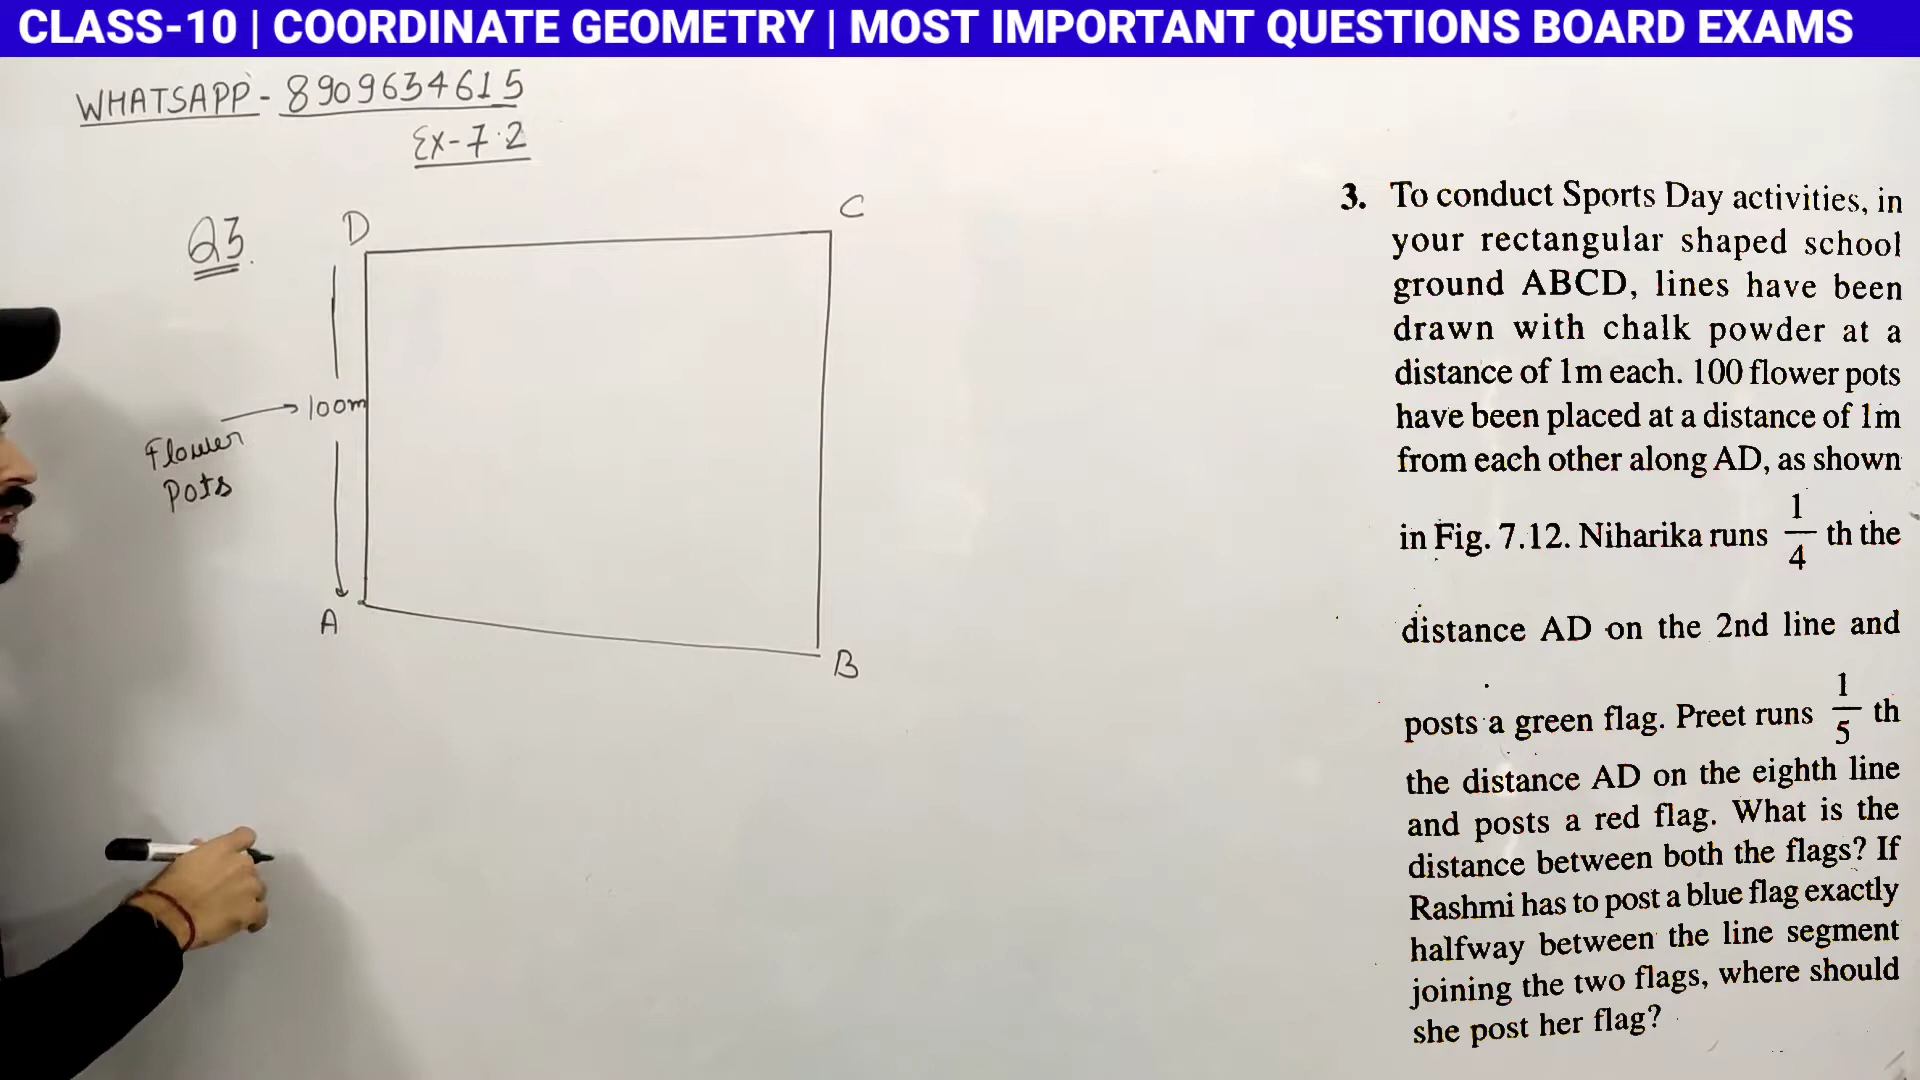 CLASS-10 | COORDINATE GEOMETRY | MOST IMPORTANT QUESTIONS BOARD EXAMS
WHATSAPP - 8909634615
Ex-7.2
Q3.
D
C
100m
Flower
Pots
A
B
3. To conduct Sports Day activities, in
your rectangular shaped school
ground ABCD, lines have been
drawn with chalk powder at a
distance of 1m each. 100 flower pots
have been placed at a distance of 1m
from each other along AD, as shown
in Fig. 7.12. Niharika runs 1/4 th the
distance AD on the 2nd line and
posts a green flag. Preet runs 1/5 th
the distance AD on the eighth line
and posts a red flag. What is the
distance between both the flags? If
Rashmi has to post a blue flag exactly
halfway between the line segment
joining the two flags, where should
she post her flag?